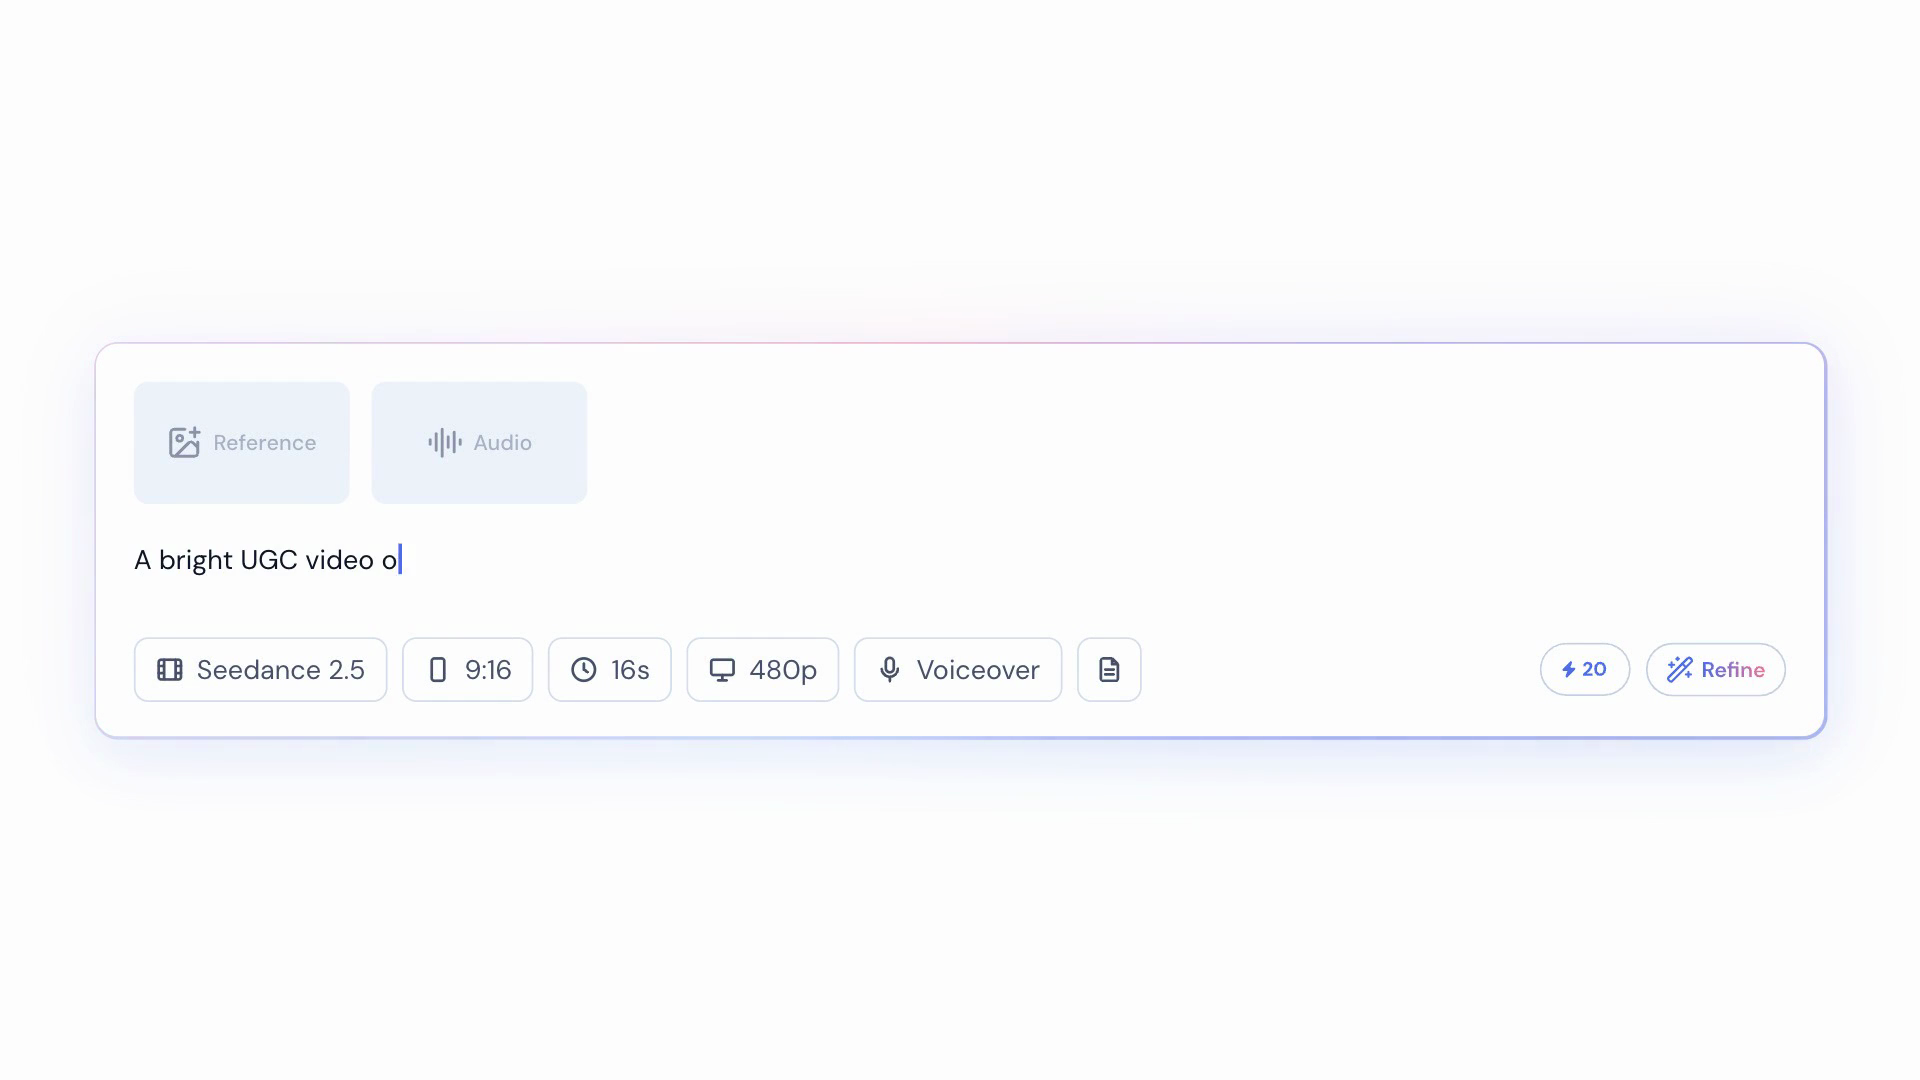 Reference
Audio
A bright UGC video o
Seedance 2.5
9:16
16s
480p
Voiceover
20
Refine